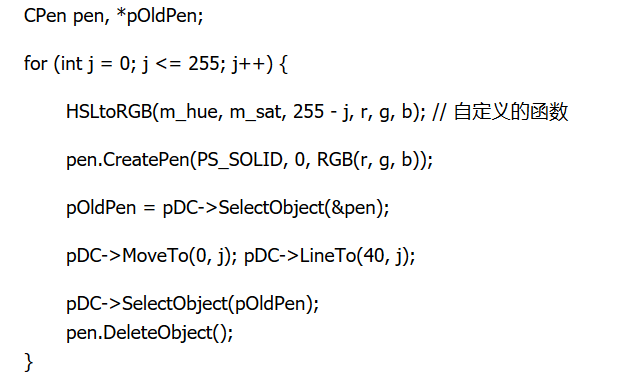 CPen pen, *pOldPen;
for (int j = 0; j <= 255; j++) {
HSLtoRGB(m_hue, m_sat, 255 - j, r, g, b); // 自定义的函数
pen.CreatePen(PS_SOLID, 0, RGB(r, g, b));
pOldPen = pDC->SelectObject(&pen);
pDC->MoveTo(0, j); pDC->LineTo(40, j);
pDC->SelectObject(pOldPen);
pen.DeleteObject();
}